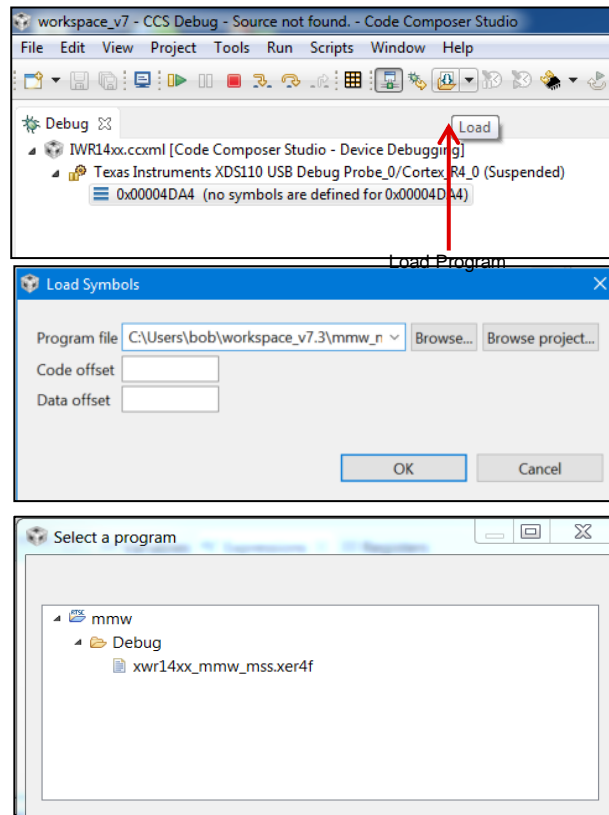 workspace_v7 - CCS Debug - Source not found. - Code Composer Studio
File Edit View Project Tools Run Scripts Window Help
Debug
Load
IWR14xx.ccxml [Code Composer Studio - Device Debugging]
Texas Instruments XDS110 USB Debug Probe_0/Cortex_R4_0 (Suspended)
0x00004DA4 (no symbols are defined for 0x00004DA4)
Load Program
Load Symbols
Program file C:\Users\bob\workspace_v7.3\mmw_n Browse... Browse project...
Code offset
Data offset
OK Cancel
Select a program
RTSC mmw
Debug
xwr14xx_mmw_mss.xer4f